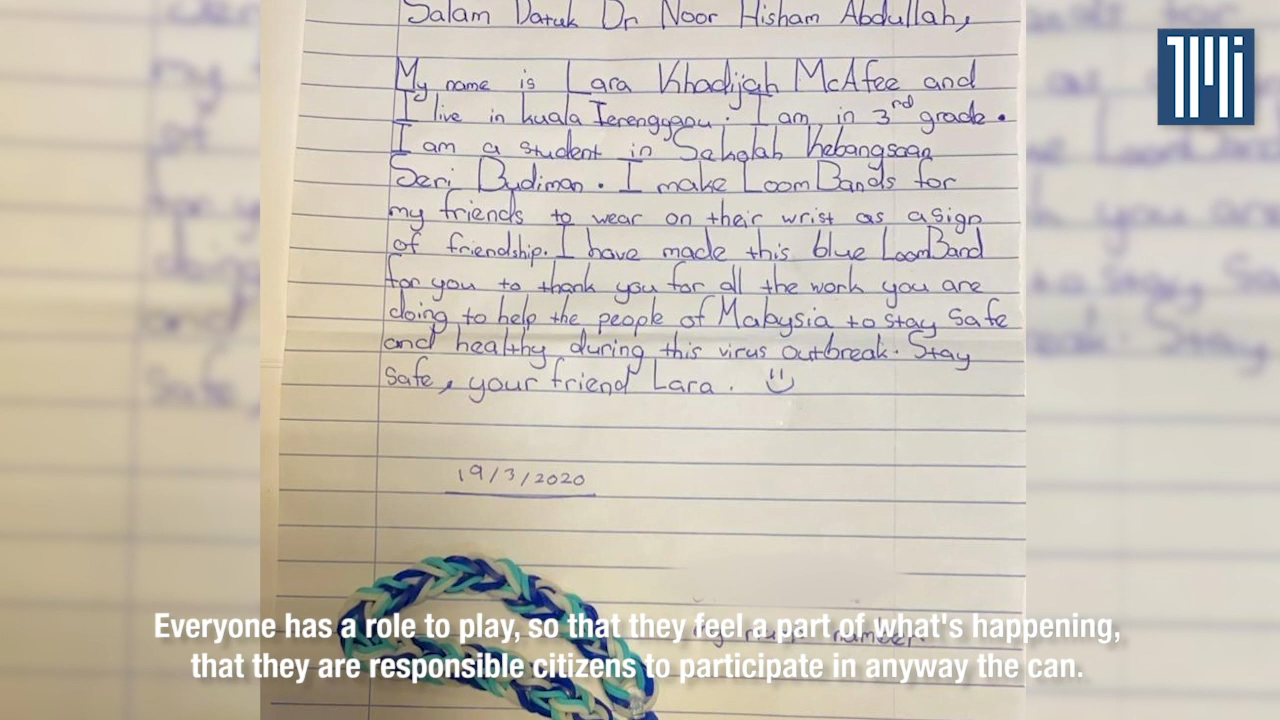 Salam Datuk Dr Noor Hisham Abdullah,
My name is Lara Khadijah McAfee and
I live in kuala Terengganu. I am in 3rd grade.
I am a student in Sekolah Kebangsaan
Seri Budiman. I make LoomBands for
my friends to wear on their wrist as a sign
of friendship. I have made this blue LoomBand
for you to thank you for all the work you are
doing to help the people of Malaysia to stay safe
and healthy during this virus outbreak. Stay
safe, your friend Lara.
19/3/2020
number
Everyone has a role to play, so that they feel a part of what's happening,
that they are responsible citizens to participate in anyway the can.
TMi